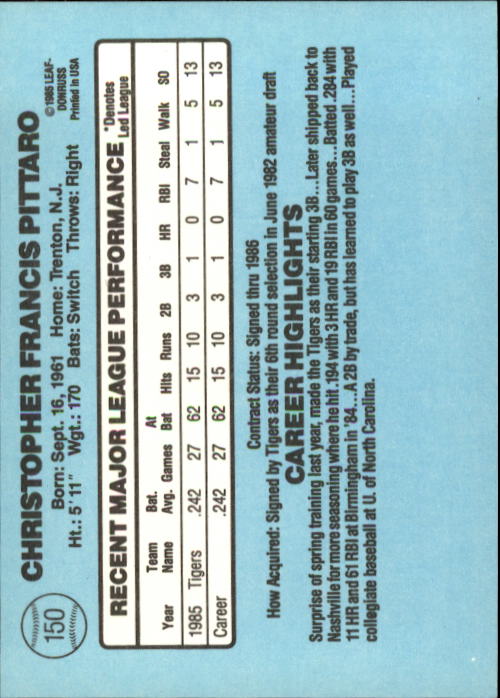 150
CHRISTOPHER FRANCIS PITTARO
Born: Sept. 16, 1961 Home: Trenton, N.J.
Ht.: 5' 11" Wgt.: 170 Bats: Switch Throws: Right
©1985 LEAF-
DONRUSS
Printed in USA
RECENT MAJOR LEAGUE PERFORMANCE
*Denotes
Led League
Team Bat. At
Year Name Avg. Games Bat Hits Runs 2B 3B HR RBI Steal Walk SO
1985 Tigers .242 27 62 15 10 3 1 0 7 1 5 13
Career .242 27 62 15 10 3 1 0 7 1 5 13
Contract Status: Signed thru 1986
How Acquired: Signed by Tigers as their 6th round selection in June 1982 amateur draft
CAREER HIGHLIGHTS
Surprise of spring training last year, made the Tigers as their starting 3B...Later shipped back to
Nashville for more seasoning where he hit .194 with 3 HR and 19 RBI in 60 games...Batted .284 with
11 HR and 61 RBI at Birmingham in '84...A 2B by trade, but has learned to play 3B as well...Played
collegiate baseball at U. of North Carolina.